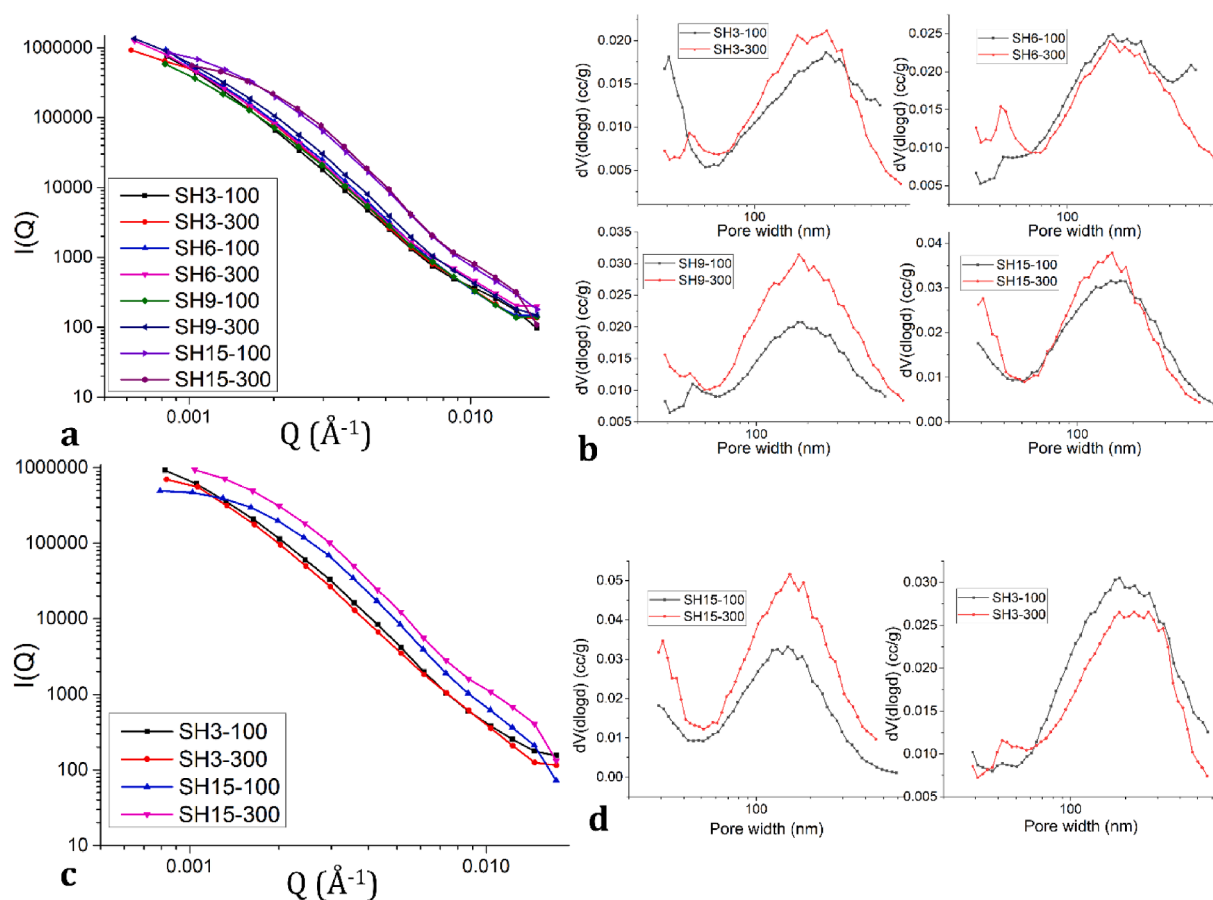 1000000
100000
10000
1000
100
10
I(Q)
SH3-100
SH3-300
SH6-100
SH6-300
SH9-100
SH9-300
SH15-100
SH15-300
0.001
0.010
Q (Å⁻¹)
a
0.020
0.015
0.010
0.005
dV(dlogd) (cc/g)
SH3-100
SH3-300
100
Pore width (nm)
0.025
0.020
0.015
0.010
0.005
dV(dlogd) (cc/g)
SH6-100
SH6-300
100
Pore width (nm)
0.035
0.030
0.025
0.020
0.015
0.010
0.005
dV(dlogd) (cc/g)
SH9-100
SH9-300
100
Pore width (nm)
0.04
0.03
0.02
0.01
0.00
dV(dlogd) (cc/g)
SH15-100
SH15-300
100
Pore width (nm)
b
1000000
100000
10000
1000
100
10
I(Q)
SH3-100
SH3-300
SH15-100
SH15-300
0.001
0.010
Q (Å⁻¹)
c
0.05
0.04
0.03
0.02
0.01
0.00
dV(dlogd) (cc/g)
SH15-100
SH15-300
100
Pore width (nm)
0.030
0.025
0.020
0.015
0.010
0.005
dV(dlogd) (cc/g)
SH3-100
SH3-300
100
Pore width (nm)
d